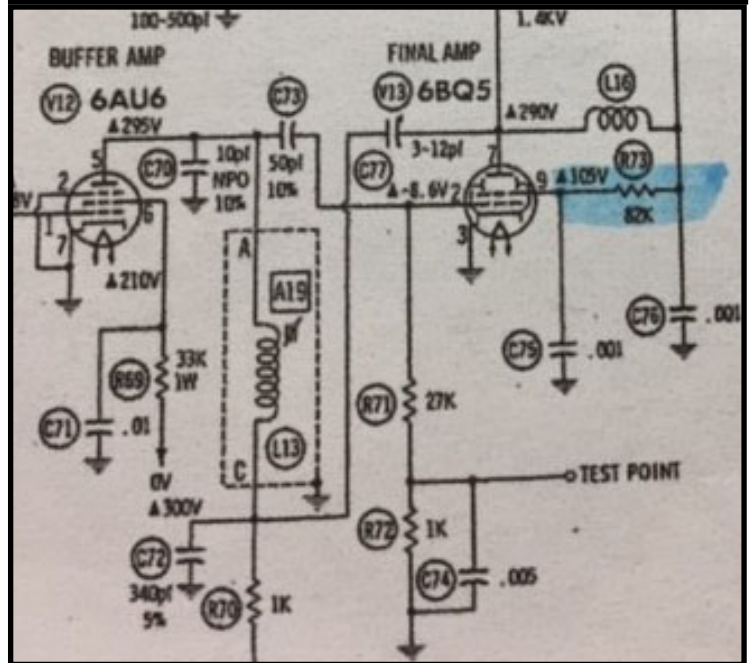 100-500pf
1.4KV
BUFFER AMP
FINAL AMP
V12 6AU6
C73
V13 6BQ5
L16
▲295V
▲290V
C70
10pf
NPO
10%
50pf
10%
3-12pf
C77
R73
5
7
2
6
1
7
▲-8.6V
2
9
▲105V
82K
3
A
A19
▲210V
C76 .001
C75 .001
R69
33K
1W
R71 27K
C71 .01
L13
C
0V
▲300V
TEST POINT
C72
340pf
5%
R72 1K
C74 .005
R70 1K